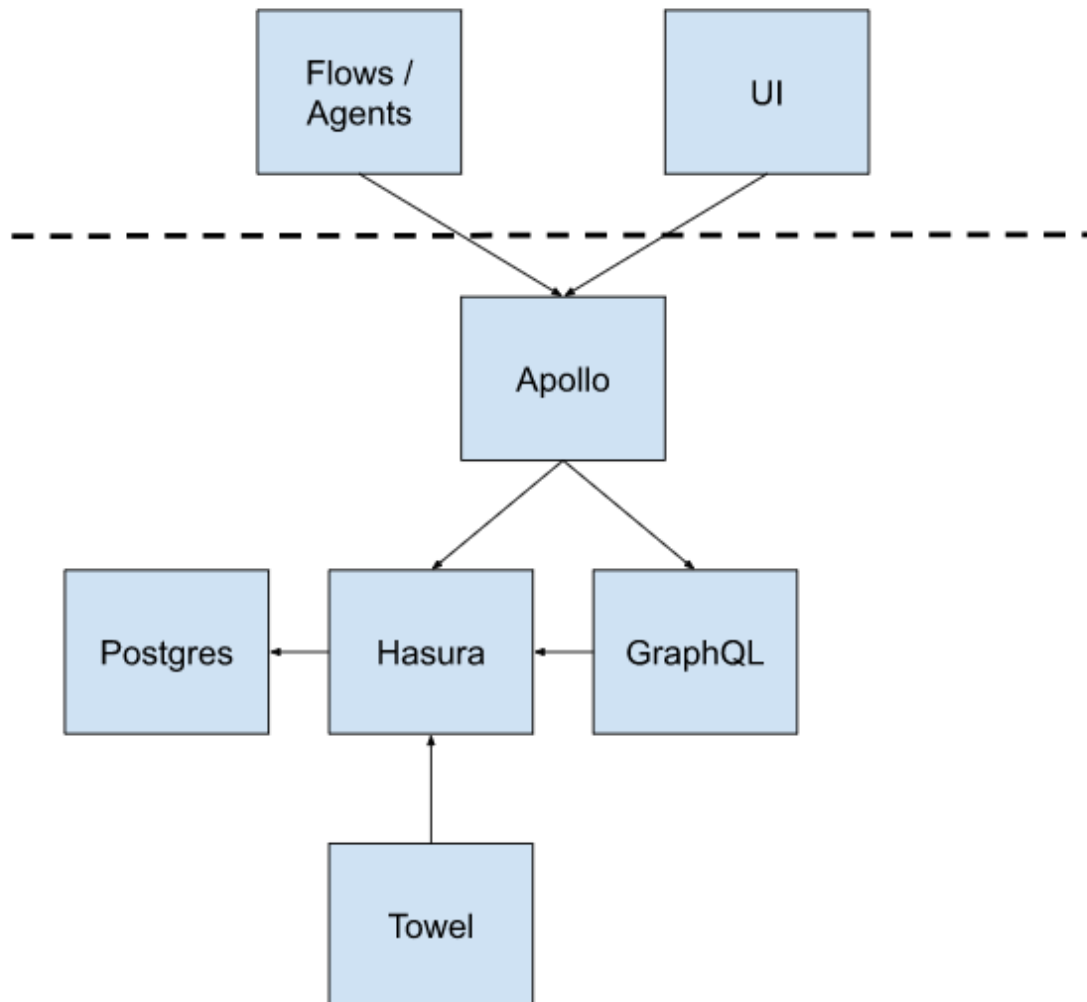 Flows /
Agents
UI
Apollo
Postgres
Hasura
GraphQL
Towel